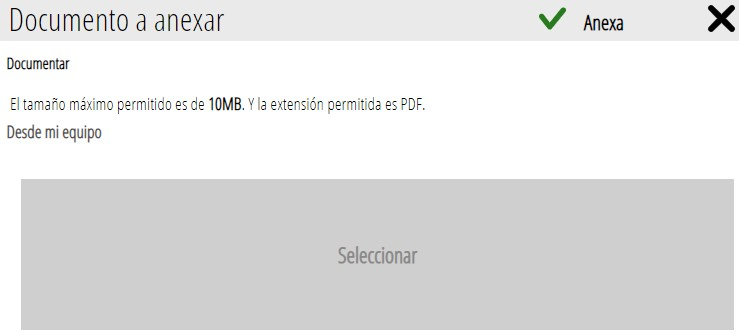 Documento a anexar
Anexa
Documentar
El tamaño máximo permitido es de 10MB. Y la extensión permitida es PDF.
Desde mi equipo
Seleccionar